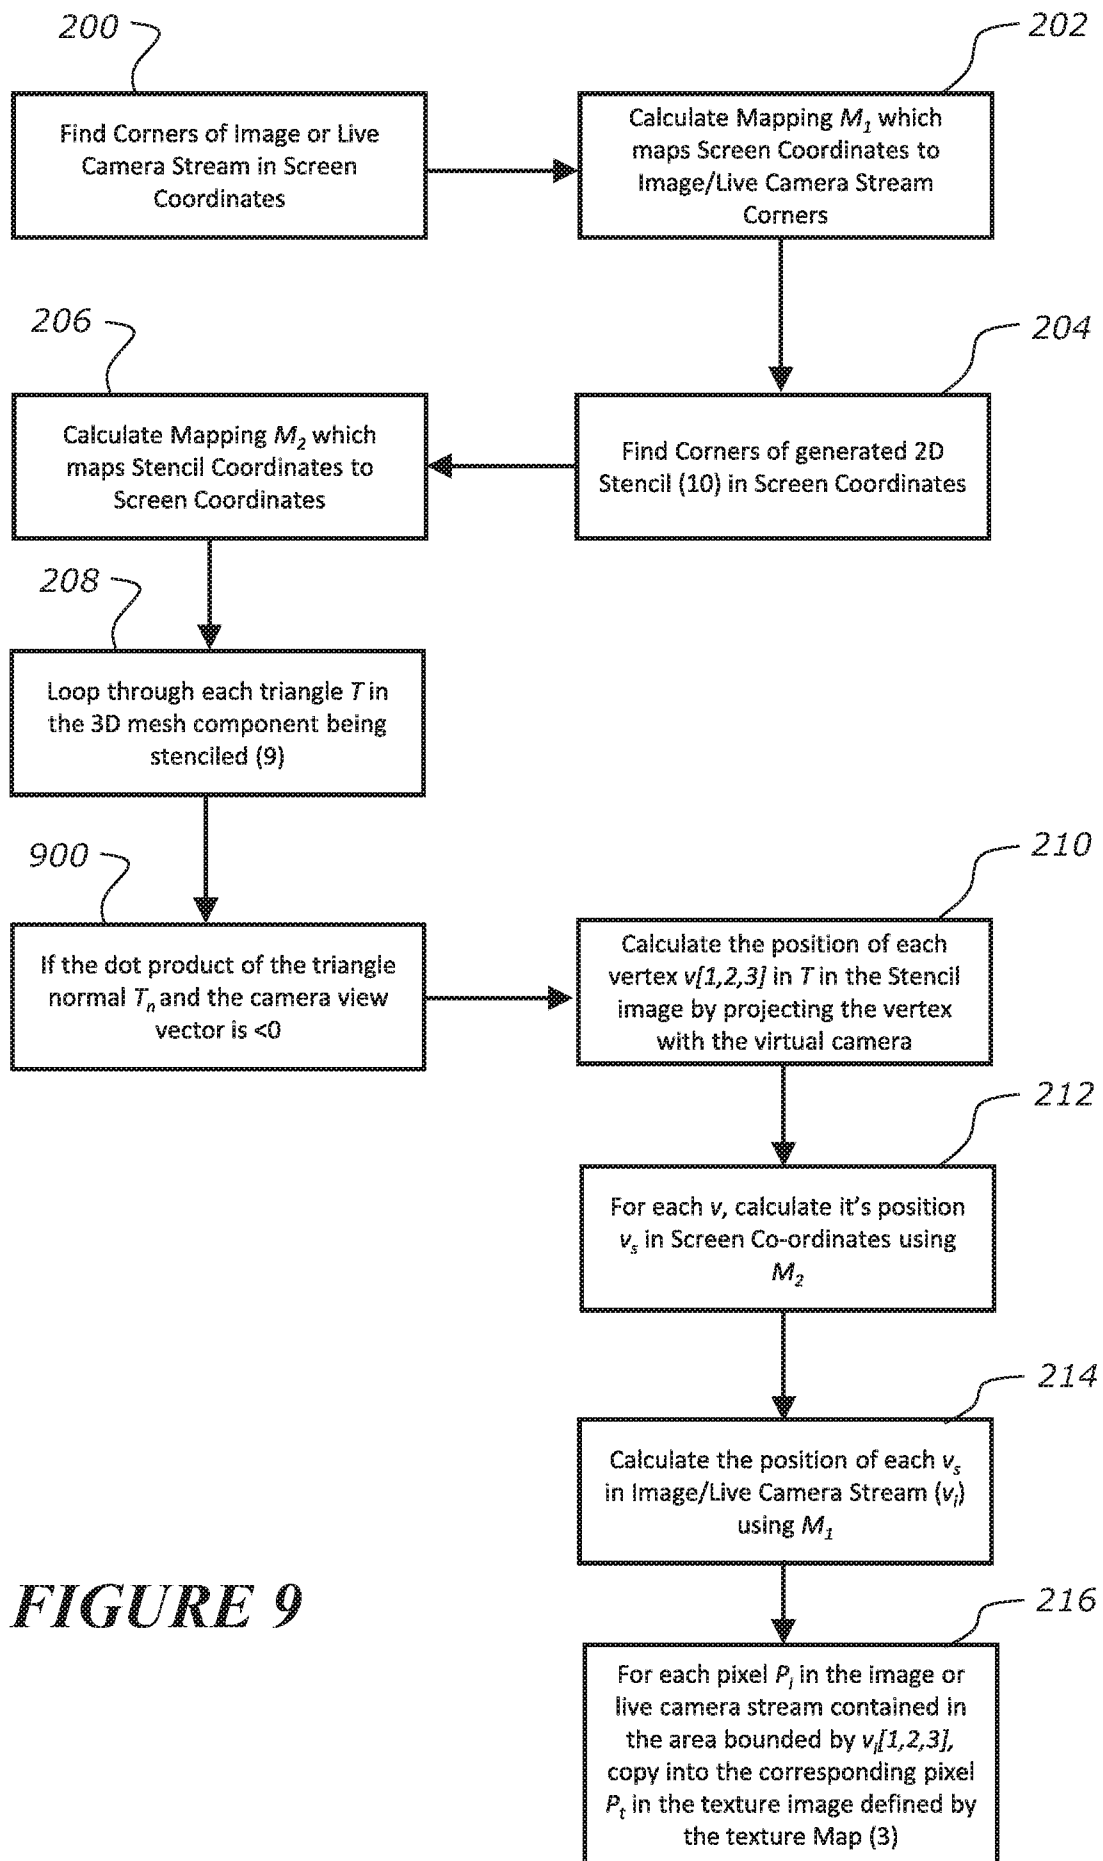 200
Find Corners of Image or Live
Camera Stream in Screen
Coordinates
202
Calculate Mapping M1 which
maps Screen Coordinates to
Image/Live Camera Stream
Corners
204
Find Corners of generated 2D
Stencil (10) in Screen Coordinates
206
Calculate Mapping M2 which
maps Stencil Coordinates to
Screen Coordinates
208
Loop through each triangle T in
the 3D mesh component being
stenciled (9)
900
If the dot product of the triangle
normal Tn and the camera view
vector is <0
210
Calculate the position of each
vertex v[1,2,3] in T in the Stencil
image by projecting the vertex
with the virtual camera
212
For each v, calculate it's position
vs in Screen Co-ordinates using
M2
214
Calculate the position of each vs
in Image/Live Camera Stream (vi)
using M1
216
For each pixel Pi in the image or
live camera stream contained in
the area bounded by vi[1,2,3],
copy into the corresponding pixel
Pt in the texture image defined by
the texture Map (3)
FIGURE 9